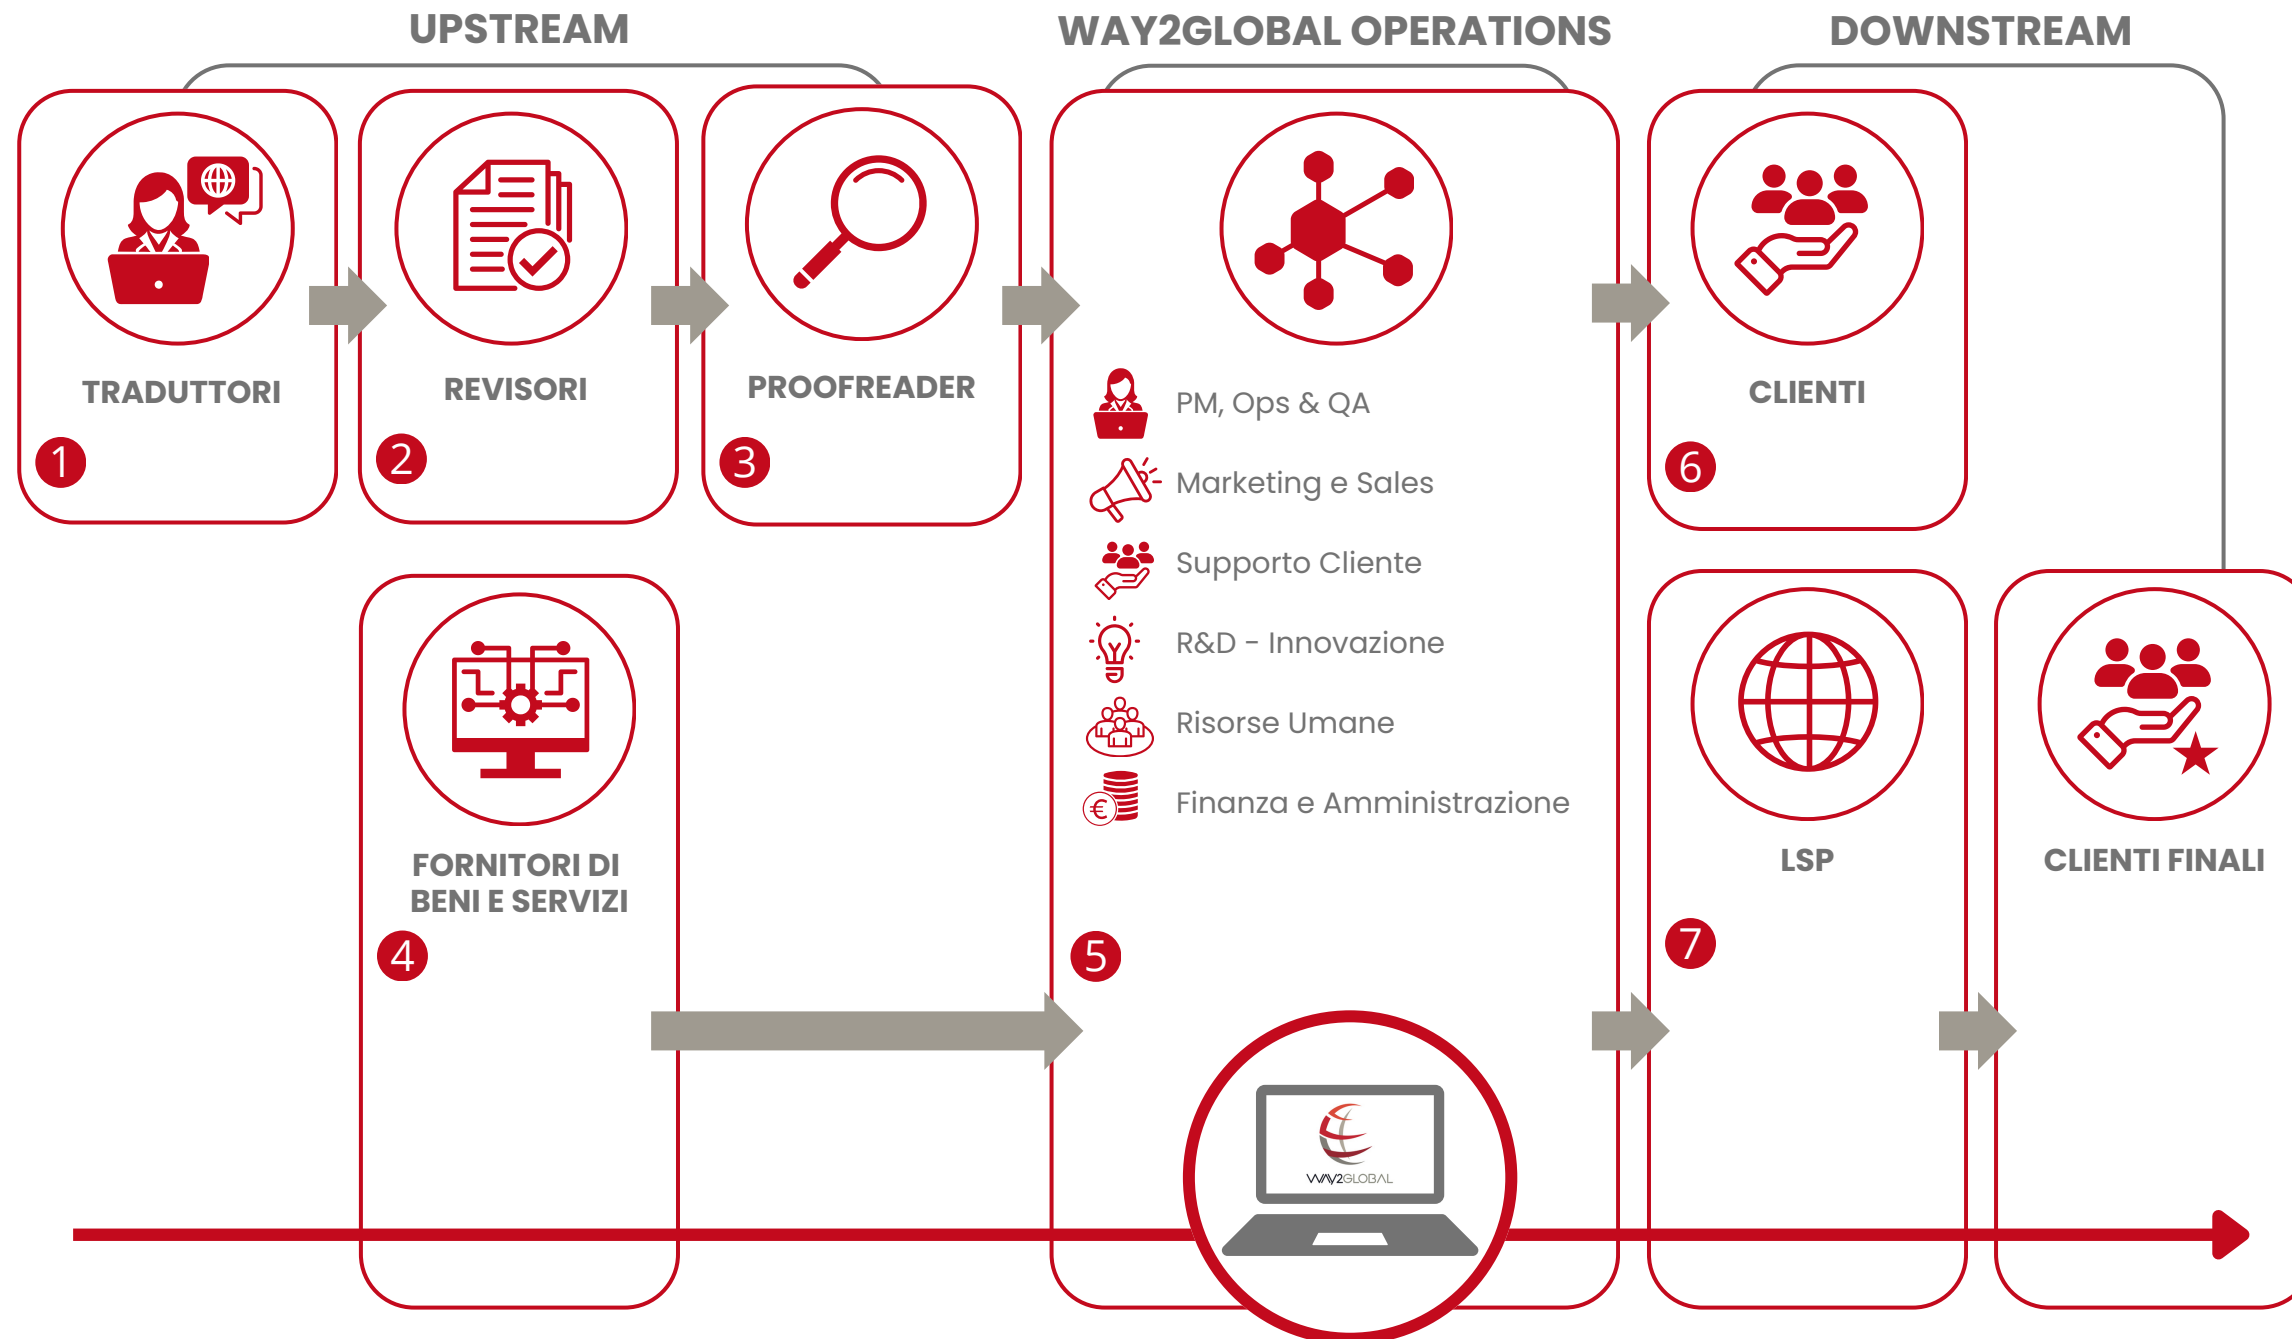 UPSTREAM
WAY2GLOBAL OPERATIONS
DOWNSTREAM
TRADUTTORI
1
REVISORI
2
PROOFREADER
3
FORNITORI DI
BENI E SERVIZI
4
PM, Ops & QA
Marketing e Sales
Supporto Cliente
R&D - Innovazione
Risorse Umane
€
Finanza e Amministrazione
5
WAY2GLOBAL
CLIENTI
6
LSP
7
CLIENTI FINALI